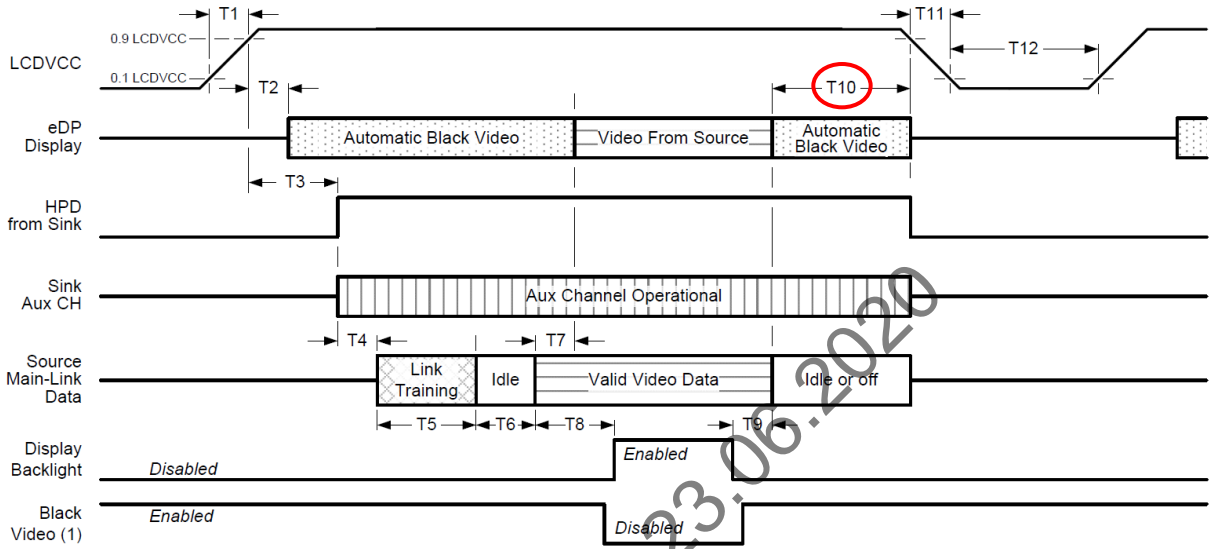 T1
T11
0.9 LCDVCC
LCDVCC
0.1 LCDVCC
T12
T2
T10
eDP
Display
Automatic Black Video
Video From Source
Automatic
Black Video
T3
HPD
from Sink
Sink
Aux CH
Aux Channel Operational
T4
T7
Source
Main-Link
Data
Link
Training
Idle
Valid Video Data
Idle or off
T5
T6
T8
T9
Display
Backlight
Disabled
Enabled
Black
Video (1)
Enabled
Disabled
23.06.2020